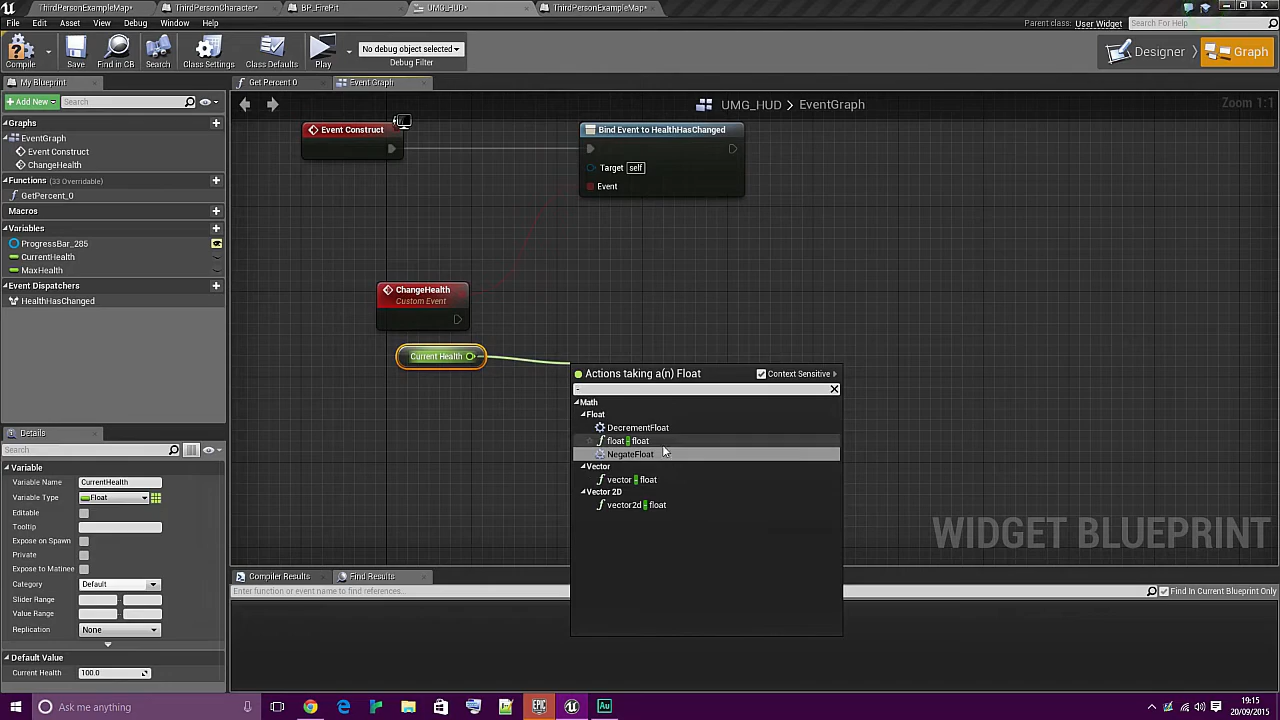 ThirdPersonExampleMap*
ThirdPersonCharacter*
BP_FirePit
UMG_HUD*
ThirdPersonExampleMap*
File Edit Asset View Debug Window Help
Parent class: User Widget
Search For Help
Compile
Save
Find in CB
Search
Class Settings
Class Defaults
Play
No debug object selected
Debug Filter
Designer
Graph
My Blueprint
Get Percent 0
Event Graph
Add New
Search
UMG_HUD > EventGraph
Zoom 1:1
Graphs
EventGraph
Event Construct
ChangeHealth
Functions (33 Overridable)
GetPercent_0
Macros
Variables
ProgressBar_285
CurrentHealth
MaxHealth
Event Dispatchers
HealthHasChanged
Event Construct
Bind Event to HealthHasChanged
Target self
Event
ChangeHealth
Custom Event
Current Health
Actions taking a(n) Float
Context Sensitive
-
Math
Float
DecrementFloat
float - float
NegateFloat
Vector
vector - float
Vector 2D
vector2d - float
WIDGET BLUEPRINT
Details
Search
Variable
Variable Name CurrentHealth
Variable Type Float
Editable
Tooltip
Expose on Spawn
Private
Expose to Matinee
Category Default
Slider Range
Value Range
Replication None
Default Value
Current Health 100.0
Compiler Results
Find Results
Enter function or event name to find references...
Find In Current Blueprint Only
Ask me anything
EPIC
Au
19:15
20/09/2015